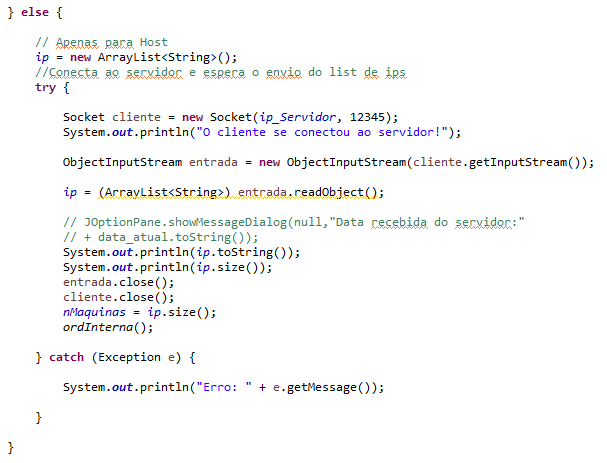 } else {
// Apenas para Host
ip = new ArrayList<String>();
//Conecta ao servidor e espera o envio do list de ips
try {
Socket cliente = new Socket(ip_Servidor, 12345);
System.out.println("O cliente se conectou ao servidor!");
ObjectInputStream entrada = new ObjectInputStream(cliente.getInputStream());
ip = (ArrayList<String>) entrada.readObject();
// JOptionPane.showMessageDialog(null,"Data recebida do servidor:"
// + data_atual.toString());
System.out.println(ip.toString());
System.out.println(ip.size());
entrada.close();
cliente.close();
nMaquinas = ip.size();
ordInterna();
} catch (Exception e) {
System.out.println("Erro: " + e.getMessage());
}
}